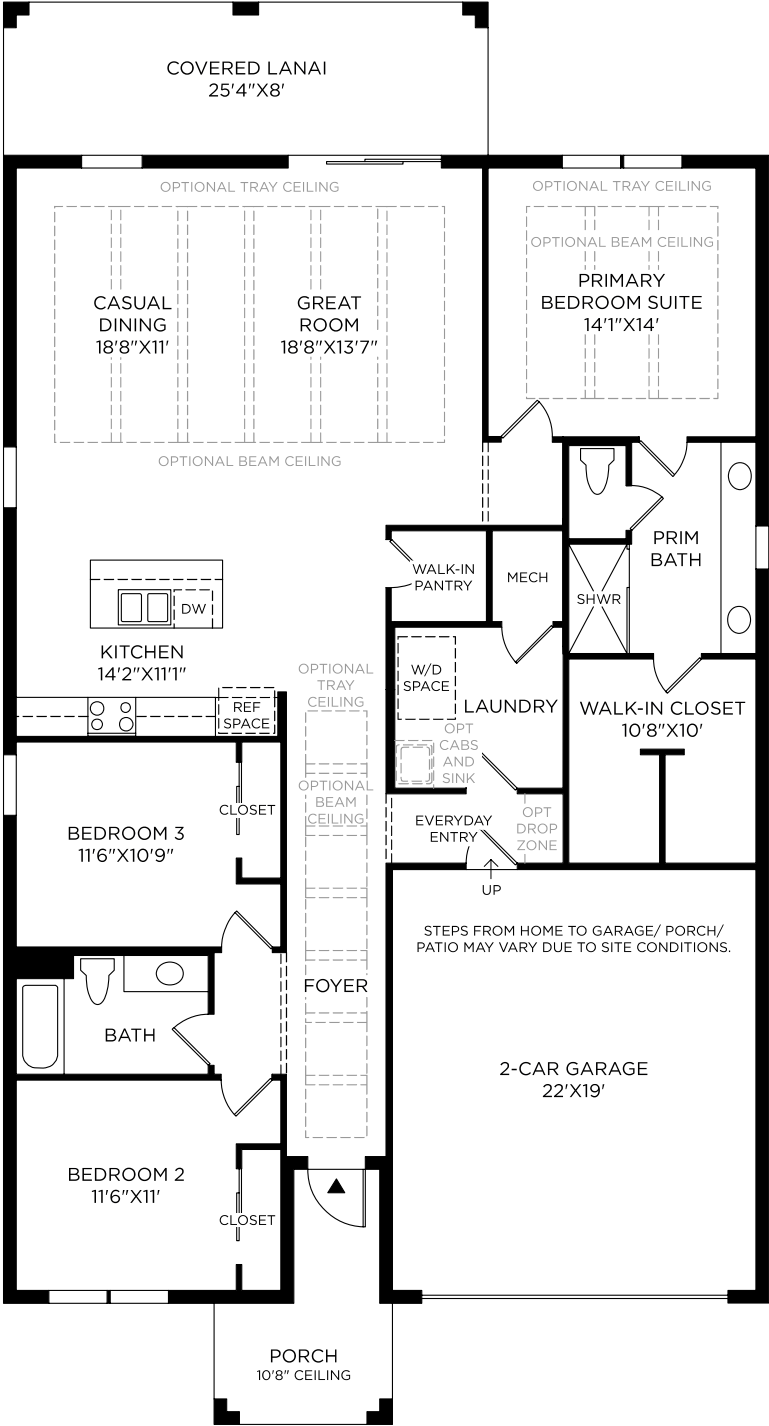 COVERED LANAI
25'4"X8'
OPTIONAL TRAY CEILING
OPTIONAL TRAY CEILING
OPTIONAL BEAM CEILING
CASUAL
DINING
18'8"X11'
GREAT
ROOM
18'8"X13'7"
PRIMARY
BEDROOM SUITE
14'1"X14'
OPTIONAL BEAM CEILING
PRIM
BATH
WALK-IN
PANTRY
MECH
SHWR
DW
KITCHEN
14'2"X11'1"
REF
SPACE
OPTIONAL
TRAY
CEILING
W/D
SPACE
LAUNDRY
WALK-IN CLOSET
10'8"X10'
OPT
CABS
AND
SINK
OPTIONAL
BEAM
CEILING
CLOSET
BEDROOM 3
11'6"X10'9"
EVERYDAY
ENTRY
OPT
DROP
ZONE
UP
STEPS FROM HOME TO GARAGE/ PORCH/
PATIO MAY VARY DUE TO SITE CONDITIONS.
FOYER
BATH
2-CAR GARAGE
22'X19'
BEDROOM 2
11'6"X11'
CLOSET
PORCH
10'8" CEILING